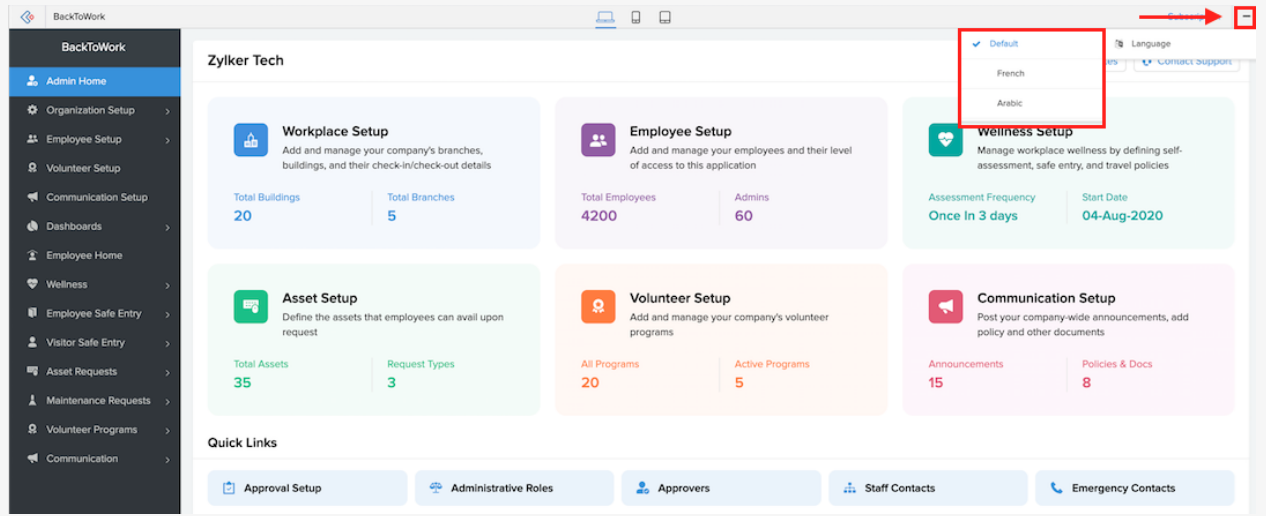 BackToWork
BackToWork
Admin Home
Organization Setup
Employee Setup
Volunteer Setup
Communication Setup
Dashboards
Employee Home
Wellness
Employee Safe Entry
Visitor Safe Entry
Asset Requests
Maintenance Requests
Volunteer Programs
Communication
Default
French
Arabic
Language
Contact Support
Zylker Tech
Workplace Setup
Add and manage your company's branches,
buildings, and their check-in/check-out details
Total Buildings
Total Branches
20
5
Employee Setup
Add and manage your employees and their level
of access to this application
Total Employees
Admins
4200
60
Wellness Setup
Manage workplace wellness by defining self-
assessment, safe entry, and travel policies
Assessment Frequency
Start Date
Once In 3 days
04-Aug-2020
Asset Setup
Define the assets that employees can avail upon
request
Total Assets
Request Types
35
3
Volunteer Setup
Add and manage your company's volunteer
programs
All Programs
Active Programs
20
5
Communication Setup
Post your company-wide announcements, add
policy and other documents
Announcements
Policies & Docs
15
8
Quick Links
Approval Setup
Administrative Roles
Approvers
Staff Contacts
Emergency Contacts